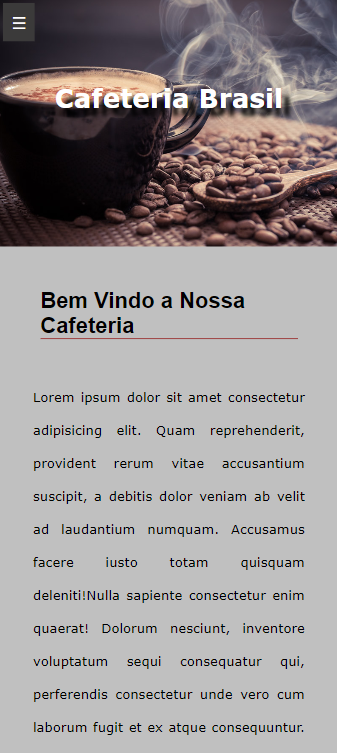 ☰
Cafeteria Brasil
Bem Vindo a Nossa
Cafeteria
Lorem ipsum dolor sit amet consectetur
adipisicing elit. Quam reprehenderit,
provident rerum vitae accusantium
suscipit, a debitis dolor veniam ab velit
ad laudantium numquam. Accusamus
facere iusto totam quisquam
deleniti!Nulla sapiente consectetur enim
quaerat! Dolorum nesciunt, inventore
voluptatum sequi consequatur qui,
perferendis consectetur unde vero cum
laborum fugit et ex atque consequuntur.